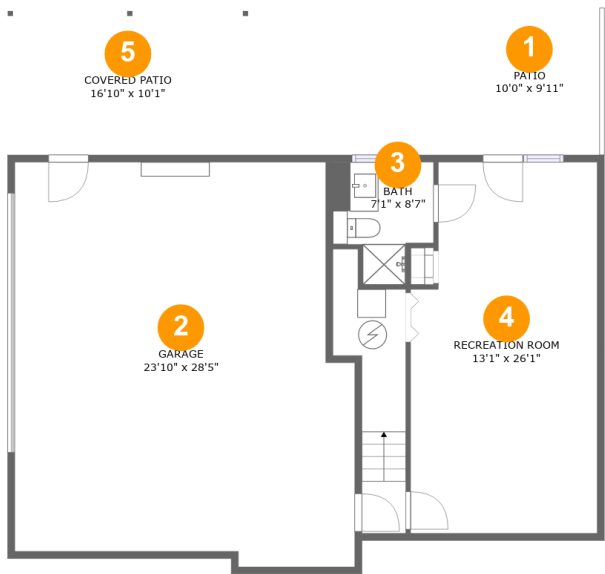 5
COVERED PATIO
16'10" x 10'1"
1
PATIO
10'0" x 9'11"
3
BATH
7'1" x 8'7"
2
GARAGE
23'10" x 28'5"
4
RECREATION ROOM
13'1" x 26'1"